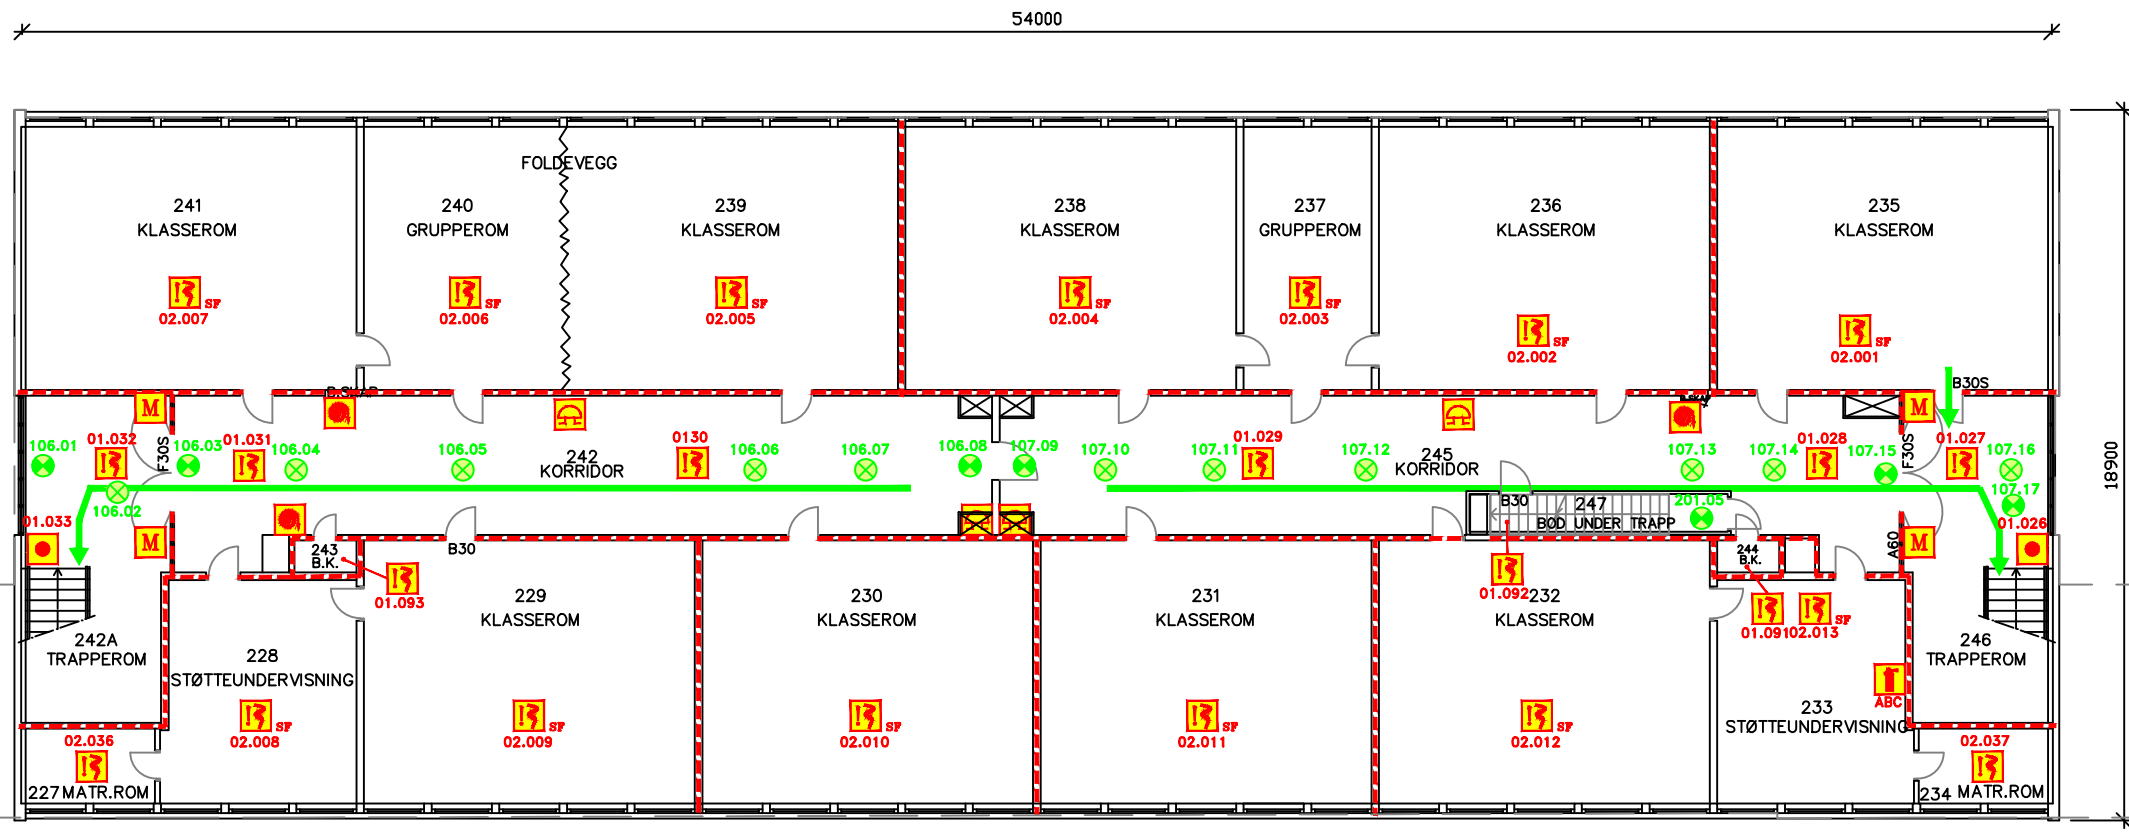 54000
18900
FOLDEVEGG
241
KLASSEROM
240
GRUPPEROM
239
KLASSEROM
238
KLASSEROM
237
GRUPPEROM
236
KLASSEROM
235
KLASSEROM
SF
02.007
SF
02.006
SF
02.005
SF
02.004
SF
02.003
SF
02.002
SF
02.001
B.SKAP
B.SKAP
B30S
M
M
106.01
01.032
F30S
106.03
01.031
106.04
106.05
242
KORRIDOR
0130
106.06
106.07
106.08
107.09
107.10
107.11
01.029
107.12
245
KORRIDOR
107.13
107.14
01.028
107.15
F30S
01.027
107.16
106.02
107.17
01.033
01.026
M
M
B30
247
BØD UNDER TRAPP
201.05
A60
243
B.K.
B30
244
B.K.
01.093
01.092
01.091
02.013
SF
229
KLASSEROM
230
KLASSEROM
231
KLASSEROM
232
KLASSEROM
242A
TRAPPEROM
228
STØTTEUNDERVISNING
246
TRAPPEROM
ABC
233
STØTTEUNDERVISNING
SF
02.008
SF
02.009
SF
02.010
SF
02.011
SF
02.012
02.036
02.037
227 MATR.ROM
234 MATR.ROM